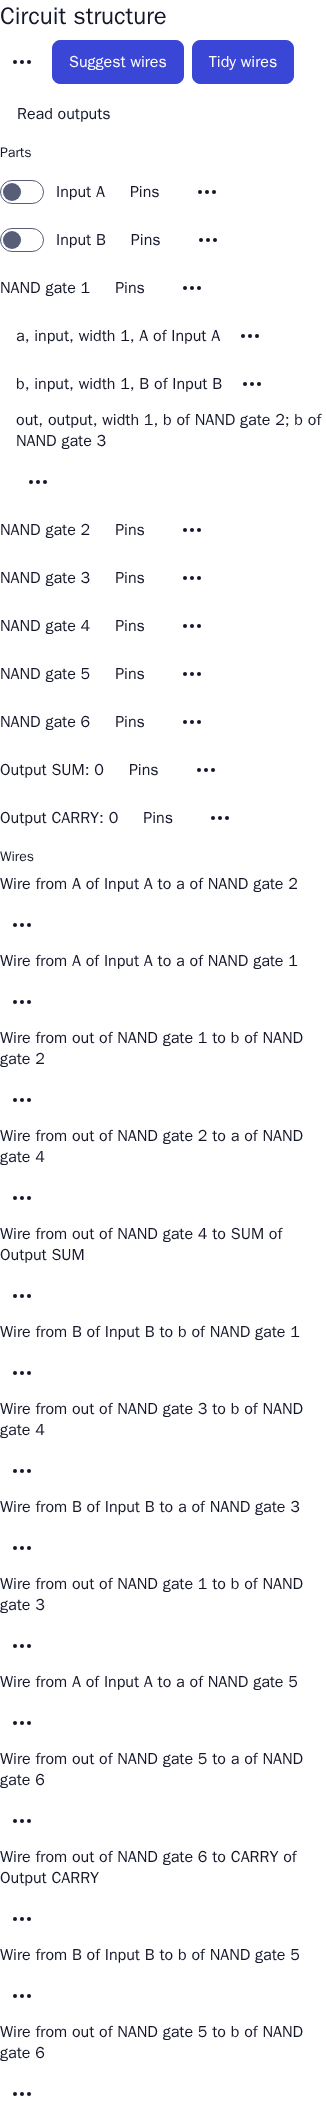 Circuit structure
Suggest wires
Tidy wires
Read outputs
Parts
Input A Pins
Input B Pins
NAND gate 1 Pins
a, input, width 1, A of Input A
b, input, width 1, B of Input B
out, output, width 1, b of NAND gate 2; b of
NAND gate 3
NAND gate 2 Pins
NAND gate 3 Pins
NAND gate 4 Pins
NAND gate 5 Pins
NAND gate 6 Pins
Output SUM: 0 Pins
Output CARRY: 0 Pins
Wires
Wire from A of Input A to a of NAND gate 2
Wire from A of Input A to a of NAND gate 1
Wire from out of NAND gate 1 to b of NAND
gate 2
Wire from out of NAND gate 2 to a of NAND
gate 4
Wire from out of NAND gate 4 to SUM of
Output SUM
Wire from B of Input B to b of NAND gate 1
Wire from out of NAND gate 3 to b of NAND
gate 4
Wire from B of Input B to a of NAND gate 3
Wire from out of NAND gate 1 to b of NAND
gate 3
Wire from A of Input A to a of NAND gate 5
Wire from out of NAND gate 5 to a of NAND
gate 6
Wire from out of NAND gate 6 to CARRY of
Output CARRY
Wire from B of Input B to b of NAND gate 5
Wire from out of NAND gate 5 to b of NAND
gate 6